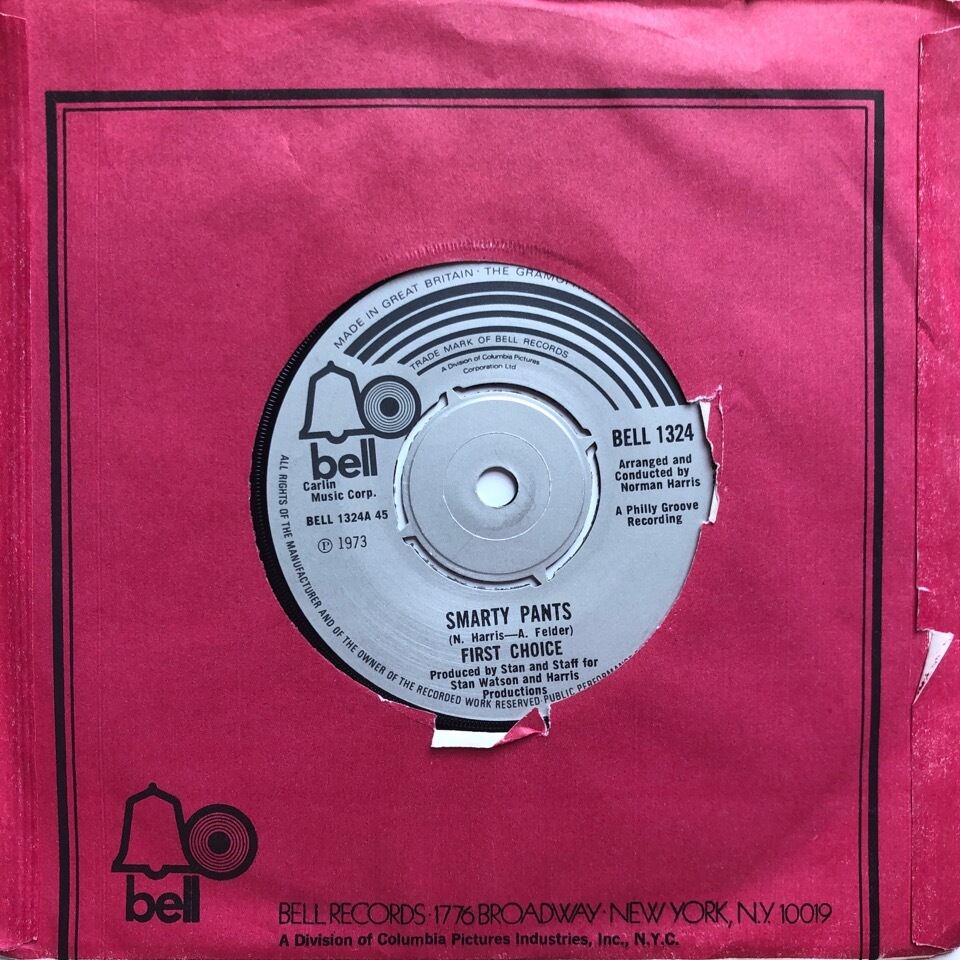 MADE IN GREAT BRITAIN · THE
TRADE MARK OF BELL RECORDS
A Division of Columbia Pictures
Corporation Ltd
bell
Carlin
Music Corp.
BELL 1324A 45
℗ 1973
BELL 1324
Arranged and
Conducted by
Norman Harris
A Philly Groove
Recording
SMARTY PANTS
(N. Harris—A. Felder)
FIRST CHOICE
Produced by Stan and Staff for
Stan Watson and Harris
Productions
ALL RIGHTS OF THE MANUFACTURER AND OF THE OWNER OF THE RECORDED WORK RESERVED·PUBLIC
bell
BELL RECORDS · 1776 BROADWAY · NEW YORK, N.Y. 10019
A Division of Columbia Pictures Industries, Inc., N.Y.C.